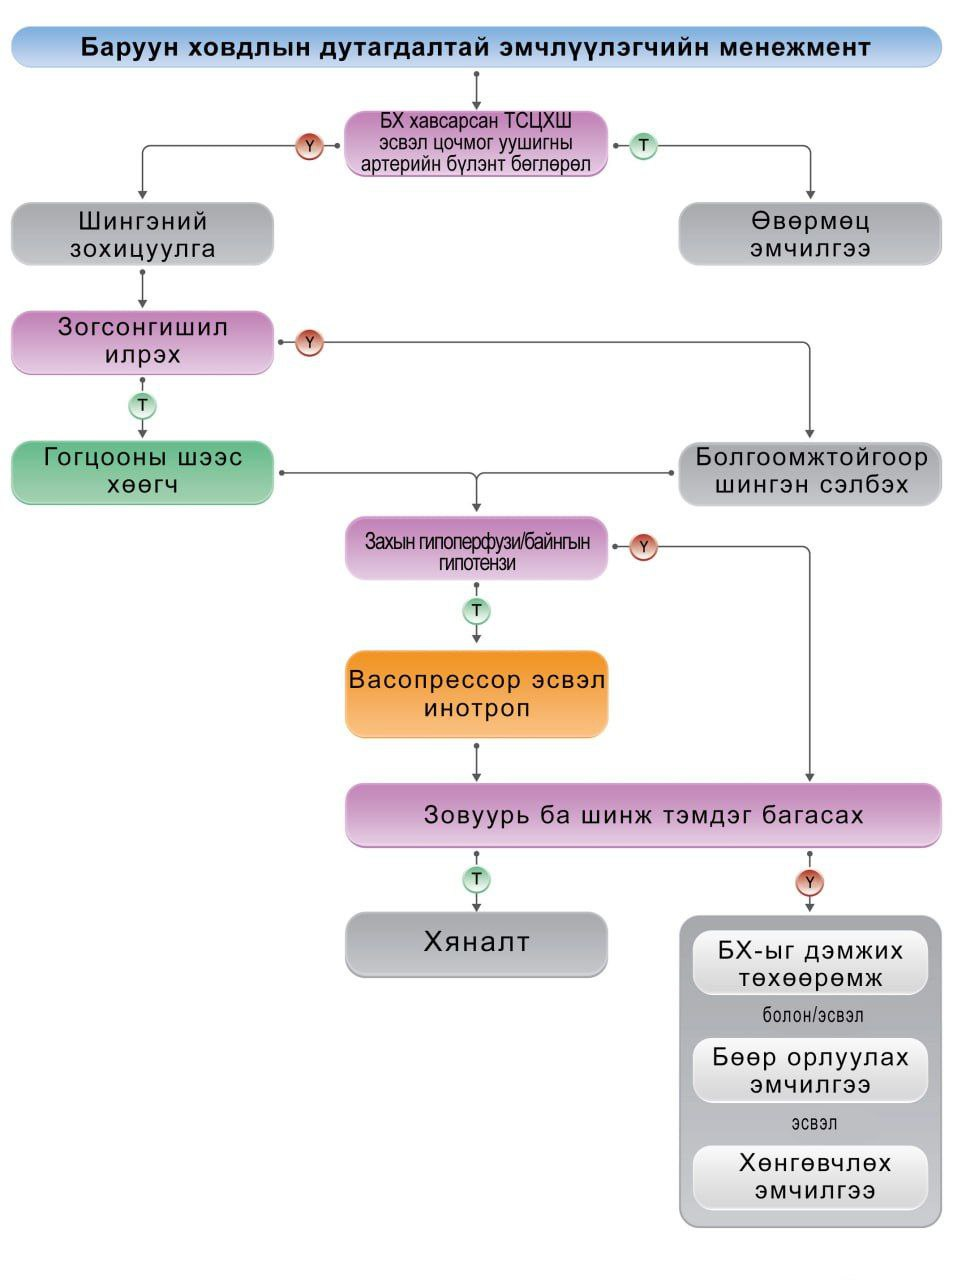 Баруун ховдлын дутагдалтай эмчлүүлэгчийн менежмент
БХ хавсарсан ТСЦХШ
эсвэл цочмог уушигны
артерийн бүлэнт бөглөрөл
Ү
Т
Шингэний
зохицуулга
Өвөрмөц
эмчилгээ
Зогсонгишил
илрэх
Ү
Т
Гогцооны шээс
хөөгч
Болгоомжтойгоор
шингэн сэлбэх
Захын гипоперфузи/байнгын
гипотензи
Ү
Т
Васопрессор эсвэл
инотроп
Зовуурь ба шинж тэмдэг багасах
Т
Ү
Хяналт
БХ-ыг дэмжих
төхөөрөмж
болон/эсвэл
Бөөр орлуулах
эмчилгээ
эсвэл
Хөнгөвчлөх
эмчилгээ